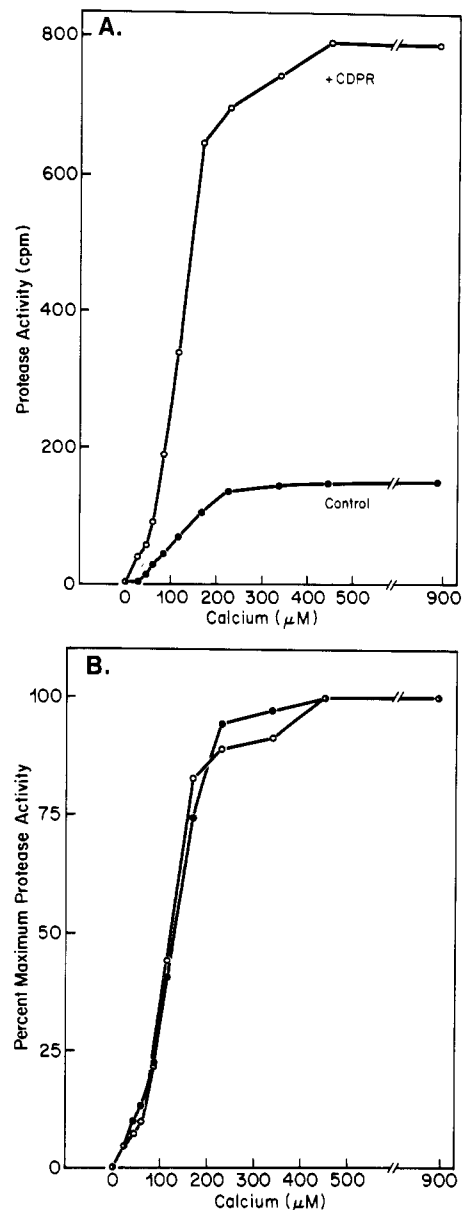 A.
800
600
400
200
0
Protease Activity (cpm)
+CDPR
Control
0 100 200 300 400 500 900
Calcium (μM)
B.
100
75
50
25
0
Percent Maximum Protease Activity
0 100 200 300 400 500 900
Calcium (μM)